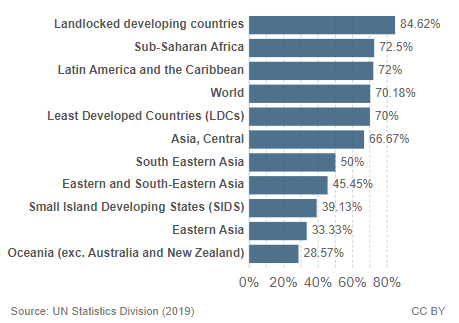 Landlocked developing countries 84.62%
Sub-Saharan Africa 72.5%
Latin America and the Caribbean 72%
World 70.18%
Least Developed Countries (LDCs) 70%
Asia, Central 66.67%
South Eastern Asia 50%
Eastern and South-Eastern Asia 45.45%
Small Island Developing States (SIDS) 39.13%
Eastern Asia 33.33%
Oceania (exc. Australia and New Zealand) 28.57%
0% 20% 40% 60% 80%
Source: UN Statistics Division (2019) CC BY